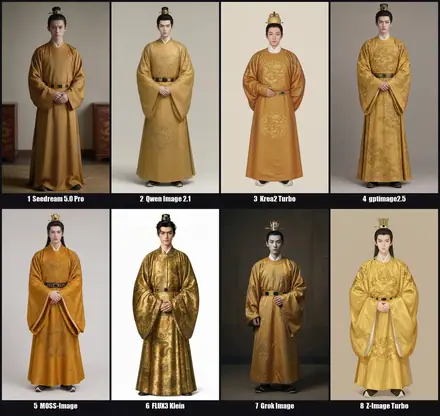 1 Seedream 5.0 Pro
2 Qwen Image 2.1
3 Krea2 Turbo
4 gptimage2.5
5 MOSS-Image
6 FLUX3 Klein
7 Grok Image
8 Z-Image Turbo